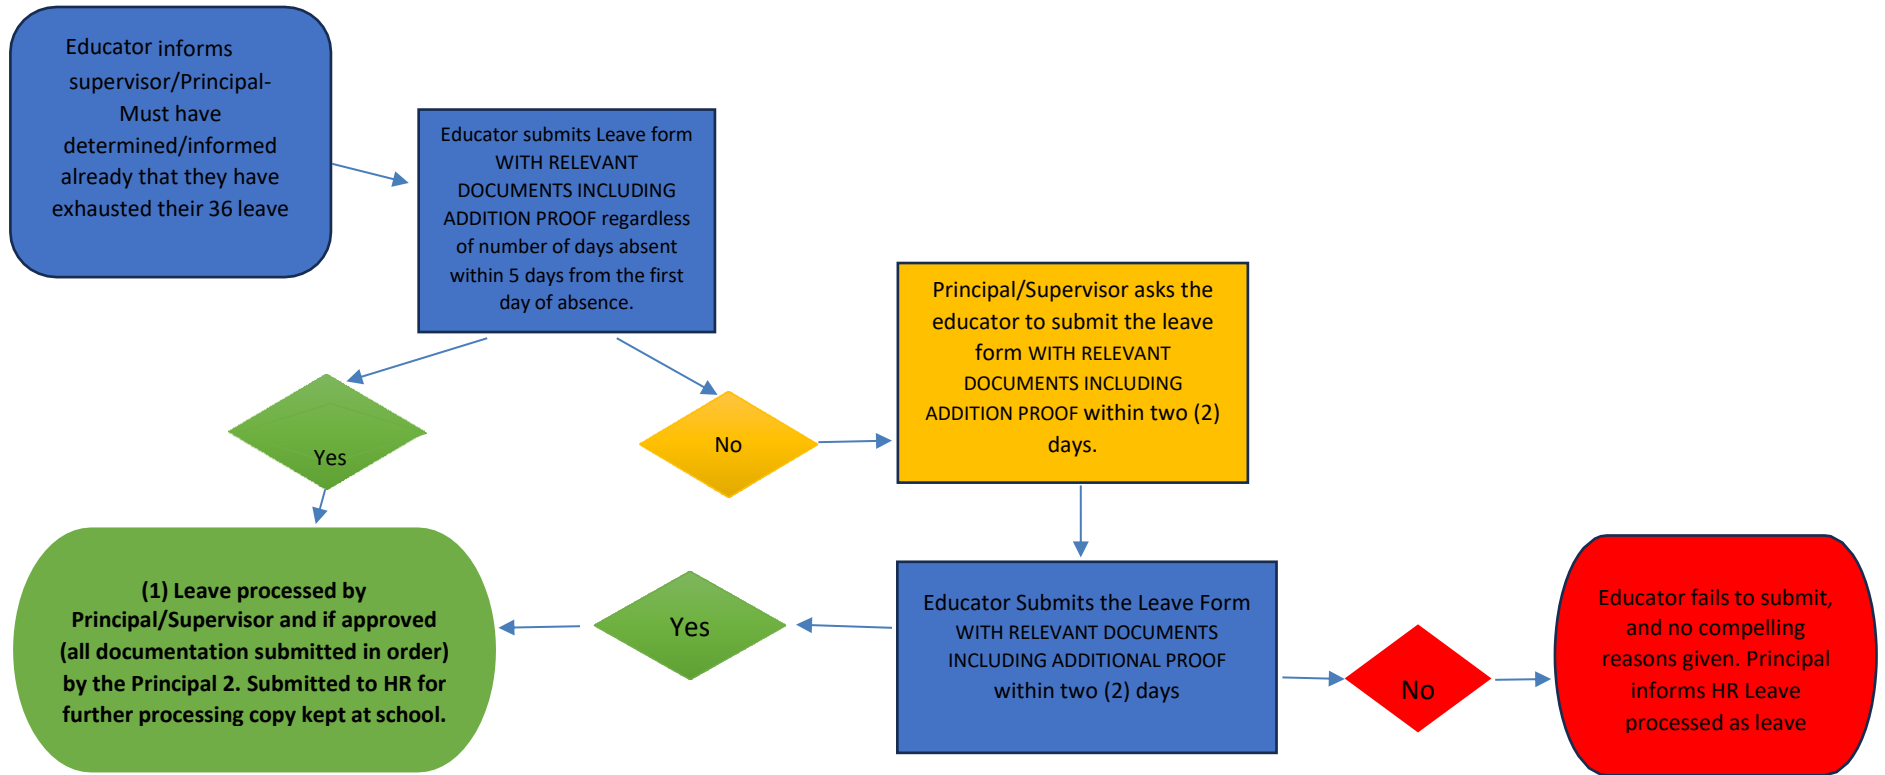 Educator informs
supervisor/Principal-
Must have
determined/informed
already that they have
exhausted their 36 leave
Educator submits Leave form
WITH RELEVANT
DOCUMENTS INCLUDING
ADDITION PROOF regardless
of number of days absent
within 5 days from the first
day of absence.
Yes
No
Principal/Supervisor asks the
educator to submit the leave
form WITH RELEVANT
DOCUMENTS INCLUDING
ADDITION PROOF within two (2)
days.
(1) Leave processed by
Principal/Supervisor and if approved
(all documentation submitted in order)
by the Principal 2. Submitted to HR for
further processing copy kept at school.
Yes
Educator Submits the Leave Form
WITH RELEVANT DOCUMENTS
INCLUDING ADDITIONAL PROOF
within two (2) days
No
Educator fails to submit,
and no compelling
reasons given. Principal
informs HR Leave
processed as leave